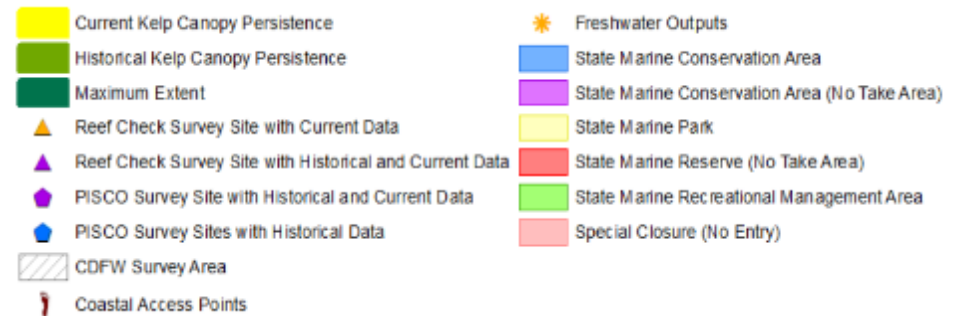 Current Kelp Canopy Persistence
Historical Kelp Canopy Persistence
Maximum Extent
Reef Check Survey Site with Current Data
Reef Check Survey Site with Historical and Current Data
PISCO Survey Site with Historical and Current Data
PISCO Survey Sites with Historical Data
CDFW Survey Area
Coastal Access Points
Freshwater Outputs
State Marine Conservation Area
State Marine Conservation Area (No Take Area)
State Marine Park
State Marine Reserve (No Take Area)
State Marine Recreational Management Area
Special Closure (No Entry)